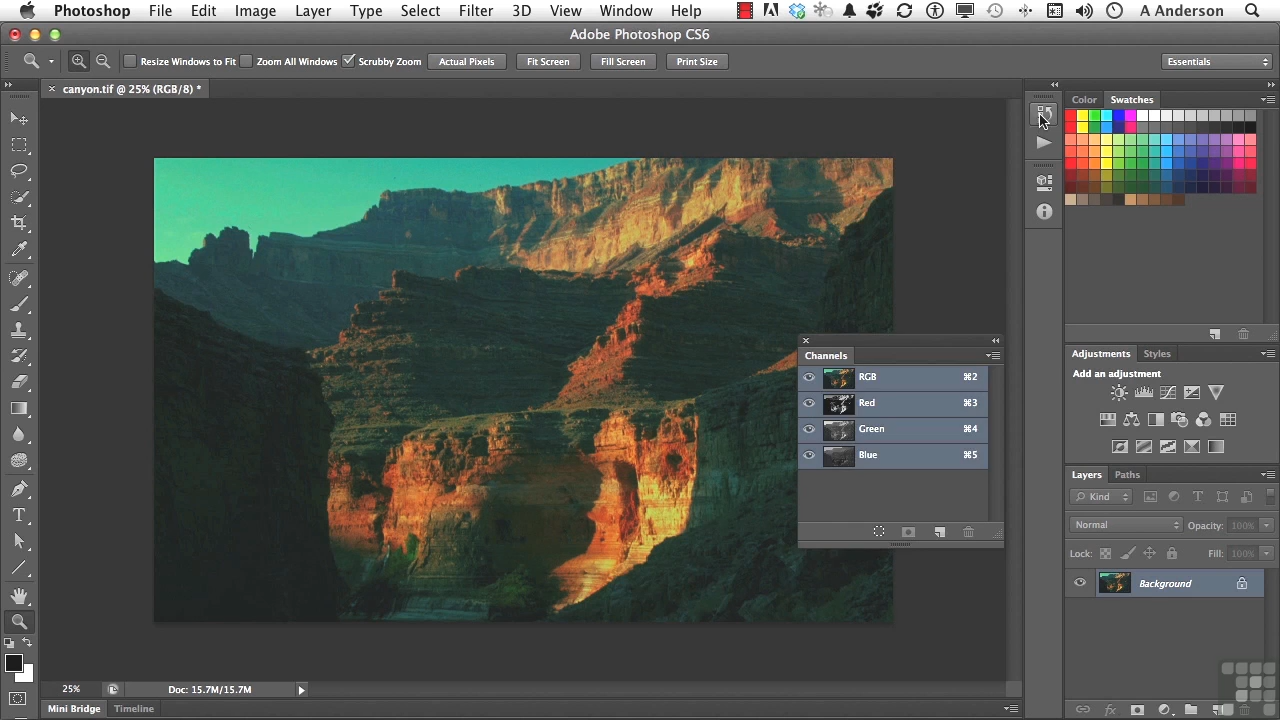 Photoshop File Edit Image Layer Type Select Filter 3D View Window Help A Anderson
Adobe Photoshop CS6
Resize Windows to Fit Zoom All Windows Scrubby Zoom Actual Pixels Fit Screen Fill Screen Print Size Essentials
canyon.tif @ 25% (RGB/8) *
Color Swatches
Channels
RGB ⌘2
Red ⌘3
Green ⌘4
Blue ⌘5
Adjustments Styles
Add an adjustment
Layers Paths
Kind
Normal Opacity: 100%
Lock: Fill: 100%
Background
25% Doc: 15.7M/15.7M
Mini Bridge Timeline